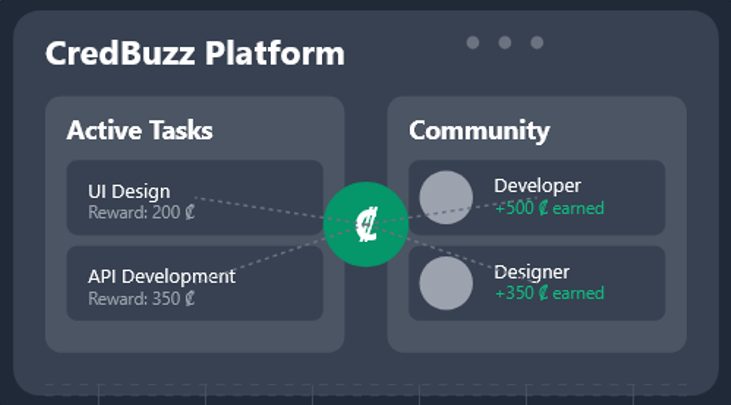 CredBuzz Platform
Active Tasks
UI Design
Reward: 200 ₡
API Development
Reward: 350 ₡
₡
Community
Developer
+500 ₡ earned
Designer
+350 ₡ earned